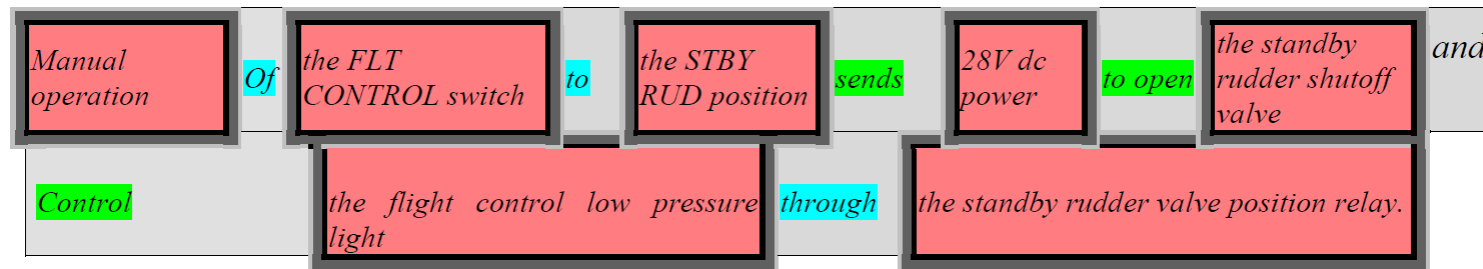 Manual operation Of the FLT CONTROL switch to the STBY RUD position sends 28V dc power to open the standby rudder shutoff valve and
Control the flight control low pressure light through the standby rudder valve position relay.